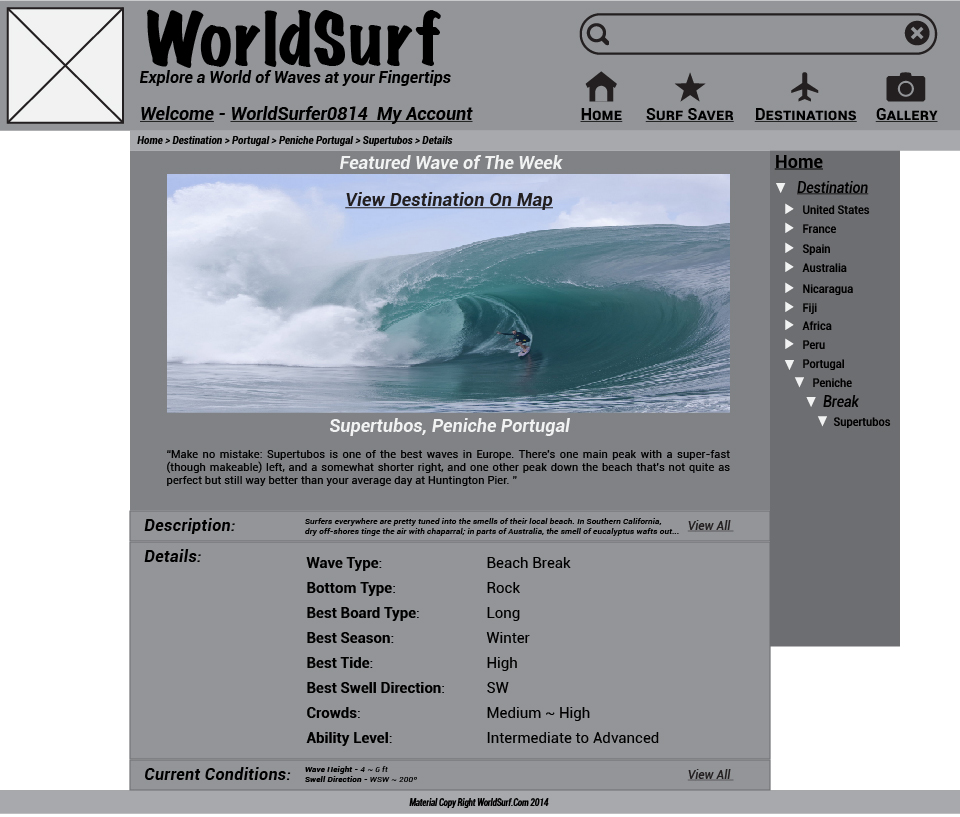 WorldSurf
Explore a World of Waves at your Fingertips
Welcome - WorldSurfer0814 My Account
Home
Surf Saver
Destinations
Gallery
Home > Destination > Portugal > Peniche Portugal > Supertubos > Details
Featured Wave of The Week
View Destination On Map
Supertubos, Peniche Portugal
"Make no mistake: Supertubos is one of the best waves in Europe. There's one main peak with a super-fast
(though makeable) left, and a somewhat shorter right, and one other peak down the beach that's not quite as
perfect but still way better than your average day at Huntington Pier. "
Home
Destination
United States
France
Spain
Australia
Nicaragua
Fiji
Africa
Peru
Portugal
Peniche
Break
Supertubos
Description:
Surfers everywhere are pretty tuned into the smells of their local beach. In Southern California,
dry off-shores tinge the air with chaparral; in parts of Australia, the smell of eucalyptus wafts out...
View All
Details:
Wave Type: Beach Break
Bottom Type: Rock
Best Board Type: Long
Best Season: Winter
Best Tide: High
Best Swell Direction: SW
Crowds: Medium ~ High
Ability Level: Intermediate to Advanced
Current Conditions:
Wave Height - 4 ~ 6 ft
Swell Direction - WSW ~ 200º
View All
Material Copy Right WorldSurf.Com 2014